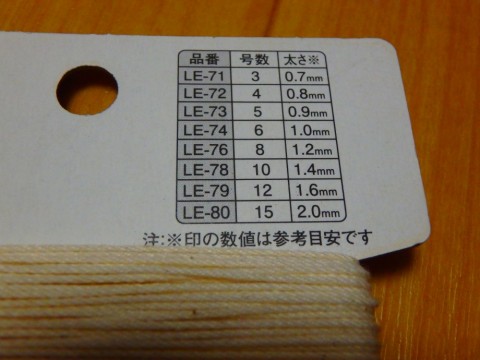 品番 号数 太さ※
LE-71 3 0.7mm
LE-72 4 0.8mm
LE-73 5 0.9mm
LE-74 6 1.0mm
LE-76 8 1.2mm
LE-78 10 1.4mm
LE-79 12 1.6mm
LE-80 15 2.0mm
注:※印の数値は参考目安です